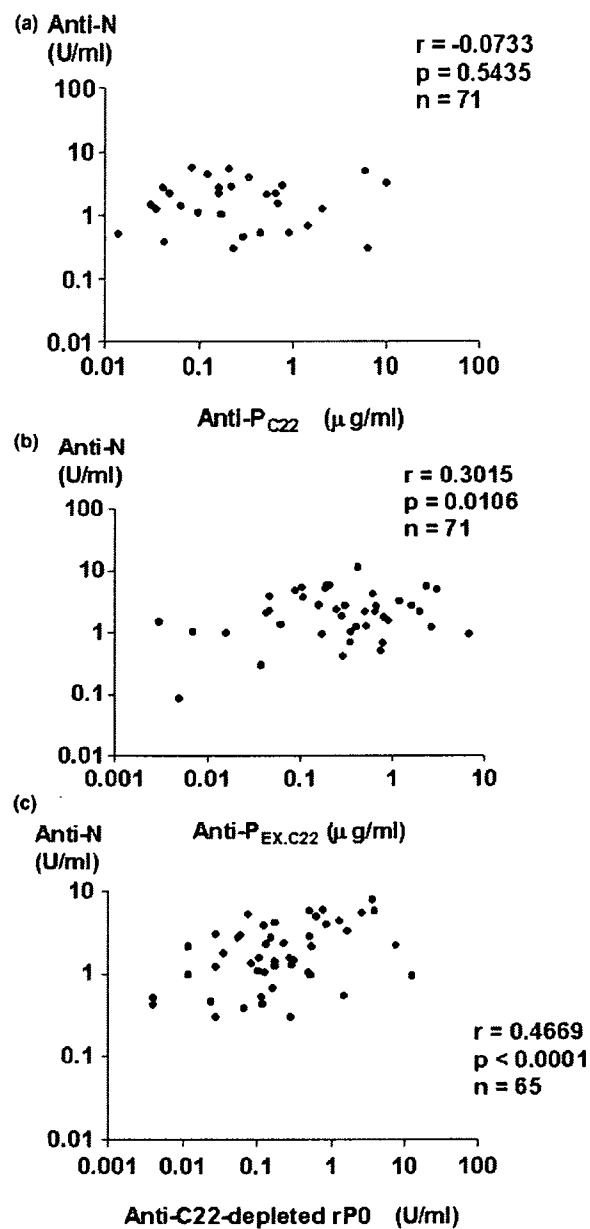 (a) Anti-N
(U/ml)
r = -0.0733
p = 0.5435
n = 71
100
10
1
0.1
0.01
0.01 0.1 1 10 100
Anti-P_C22 (μ g/ml)
(b) Anti-N
(U/ml)
r = 0.3015
p = 0.0106
n = 71
100
10
1
0.1
0.01
0.001 0.01 0.1 1 10
Anti-P_EX.C22 (μ g/ml)
(c) Anti-N
(U/ml)
10
1
0.1
0.01
r = 0.4669
p < 0.0001
n = 65
0.001 0.01 0.1 1 10 100
Anti-C22-depleted rP0 (U/ml)